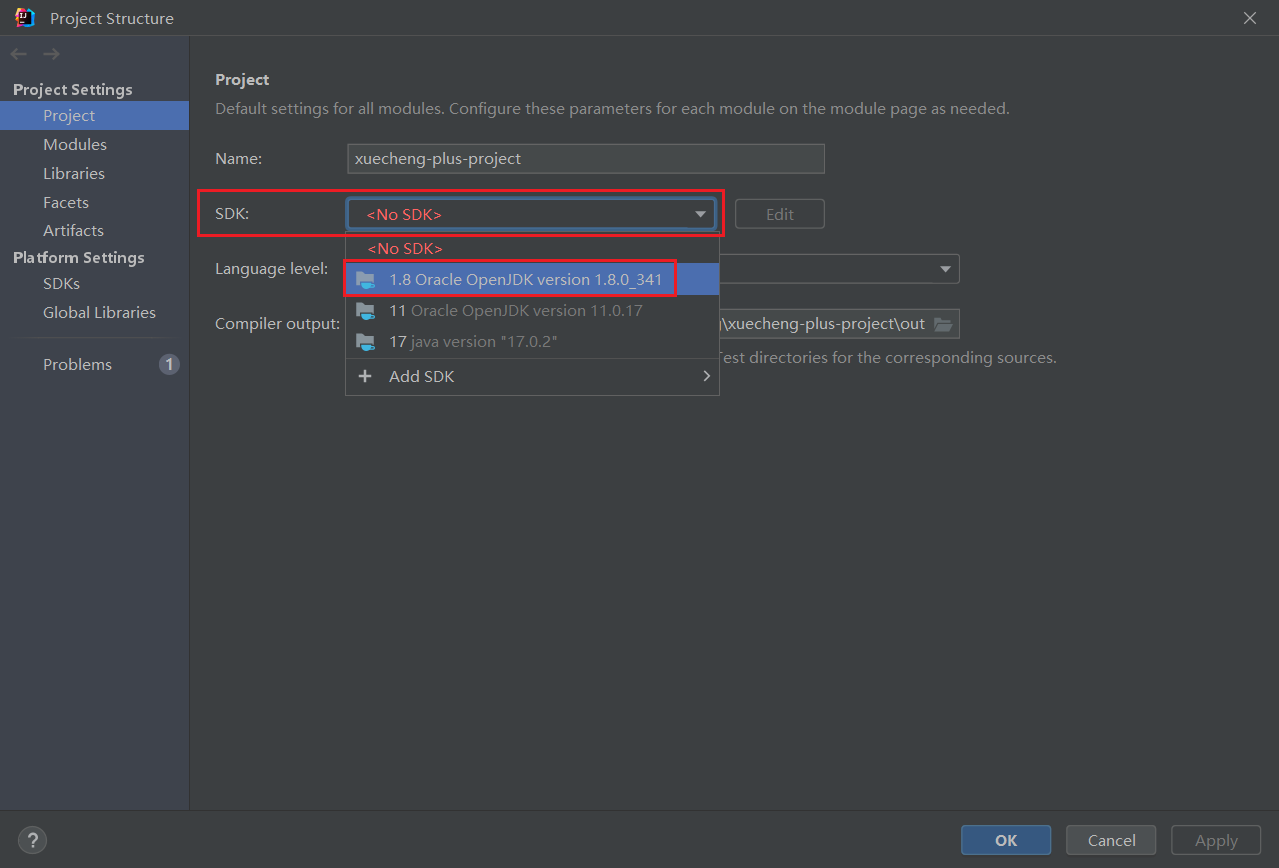 Project Structure
Project Settings
Project
Modules
Libraries
Facets
Artifacts
Platform Settings
SDKs
Global Libraries
Problems 1
Project
Default settings for all modules. Configure these parameters for each module on the module page as needed.
Name: xuecheng-plus-project
SDK: <No SDK> Edit
<No SDK>
Language level:
1.8 Oracle OpenJDK version 1.8.0_341
11 Oracle OpenJDK version 11.0.17
Compiler output: \xuecheng-plus-project\out
17 java version "17.0.2"
Test directories for the corresponding sources.
+ Add SDK
? OK Cancel Apply